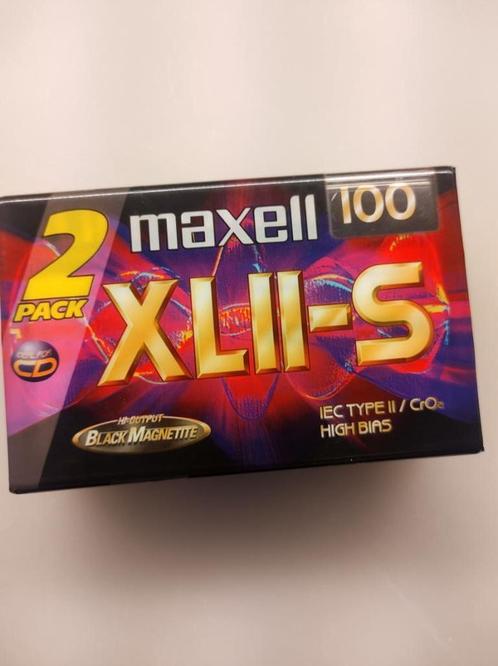 2
PACK
maxell
100
XLII-S
CD
HI-OUTPUT
BLACK MAGNETITE
IEC TYPE II / CrO₂
HIGH BIAS